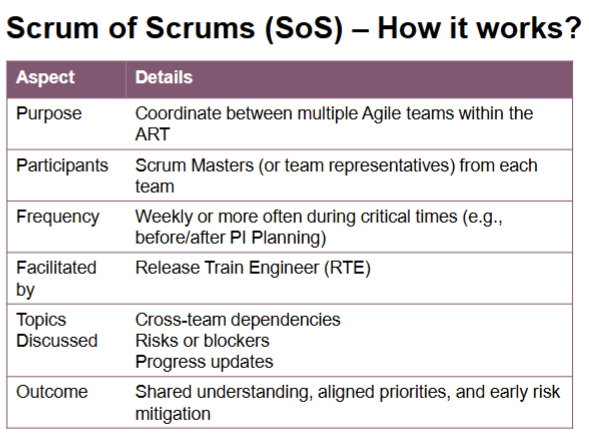 Scrum of Scrums (SoS) – How it works?
Aspect Details
Purpose Coordinate between multiple Agile teams within the
ART
Participants Scrum Masters (or team representatives) from each
team
Frequency Weekly or more often during critical times (e.g.,
before/after PI Planning)
Facilitated Release Train Engineer (RTE)
by
Topics Cross-team dependencies
Discussed Risks or blockers
Progress updates
Outcome Shared understanding, aligned priorities, and early risk
mitigation